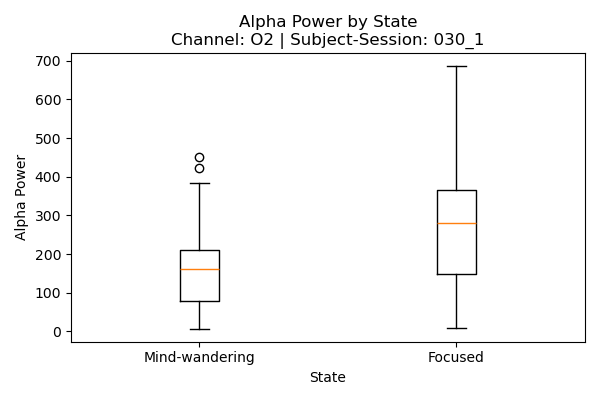 Alpha Power by State
Channel: O2 | Subject-Session: 030_1
700
600
500
400
300
200
100
0
Alpha Power
Mind-wandering
Focused
State